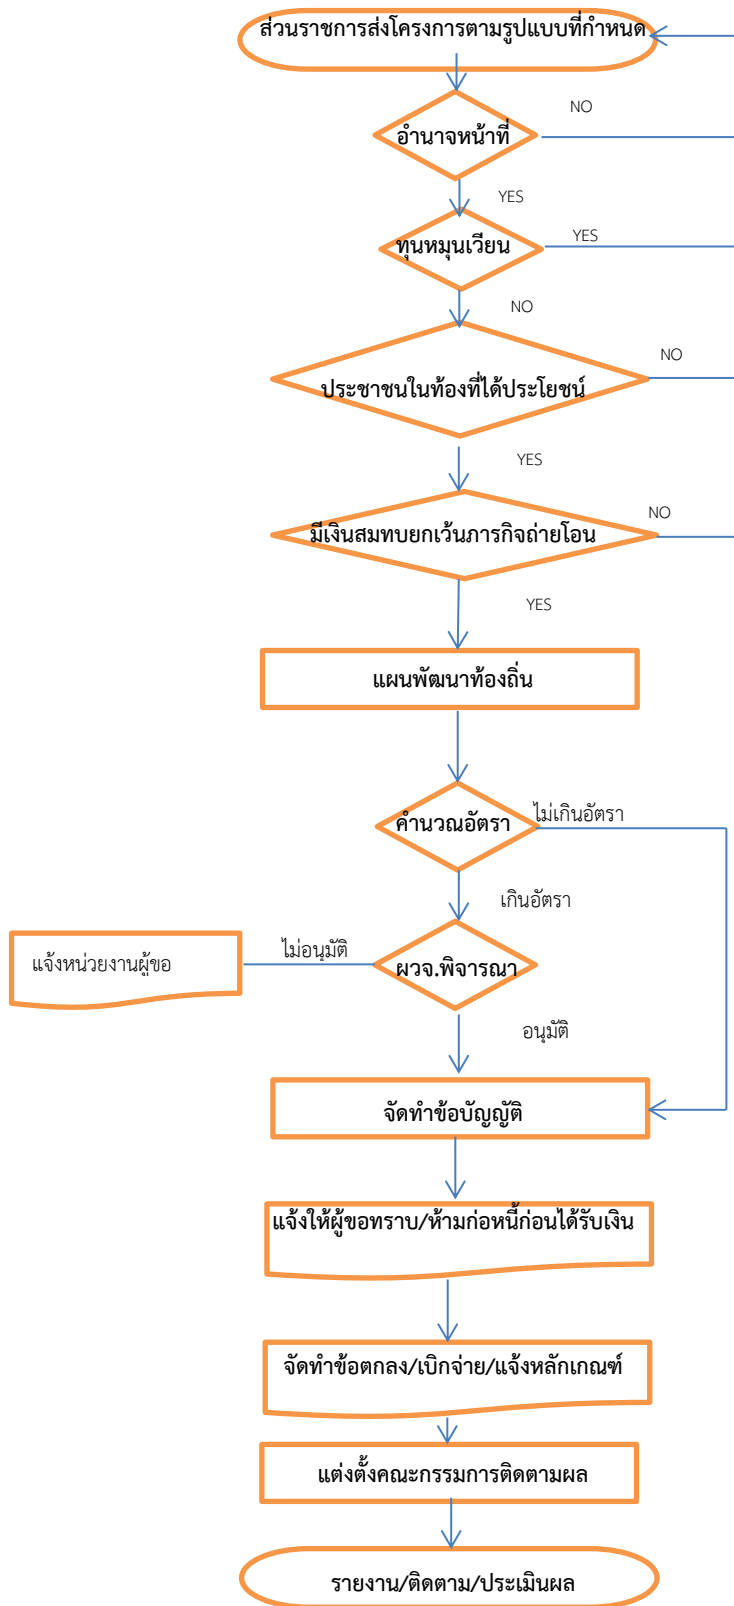 ส่วนราชการส่งโครงการตามรูปแบบที่กำหนด
อำนาจหน้าที่
NO
YES
ทุนหมุนเวียน
YES
NO
ประชาชนในท้องที่ได้ประโยชน์
NO
YES
มีเงินสมทบยกเว้นภารกิจถ่ายโอน
NO
YES
แผนพัฒนาท้องถิ่น
คำนวณอัตรา
ไม่เกินอัตรา
เกินอัตรา
แจ้งหน่วยงานผู้ขอ
ไม่อนุมัติ
ผวจ.พิจารณา
อนุมัติ
จัดทำข้อบัญญัติ
แจ้งให้ผู้ขอทราบ/ห้ามก่อหนี้ก่อนได้รับเงิน
จัดทำข้อตกลง/เบิกจ่าย/แจ้งหลักเกณฑ์
แต่งตั้งคณะกรรมการติดตามผล
รายงาน/ติดตาม/ประเมินผล